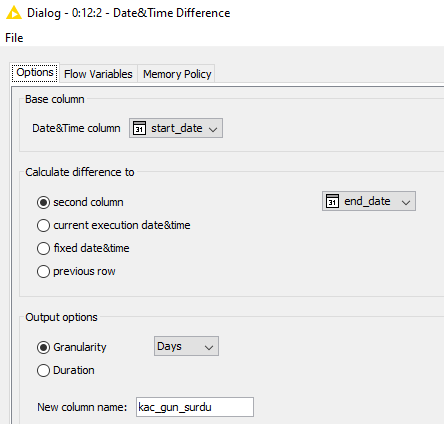 Dialog - 0:12:2 - Date&Time Difference
File
Options Flow Variables Memory Policy
Base column
Date&Time column 31 start_date
Calculate difference to
second column 31 end_date
current execution date&time
fixed date&time
previous row
Output options
Granularity Days
Duration
New column name: kac_gun_surdu